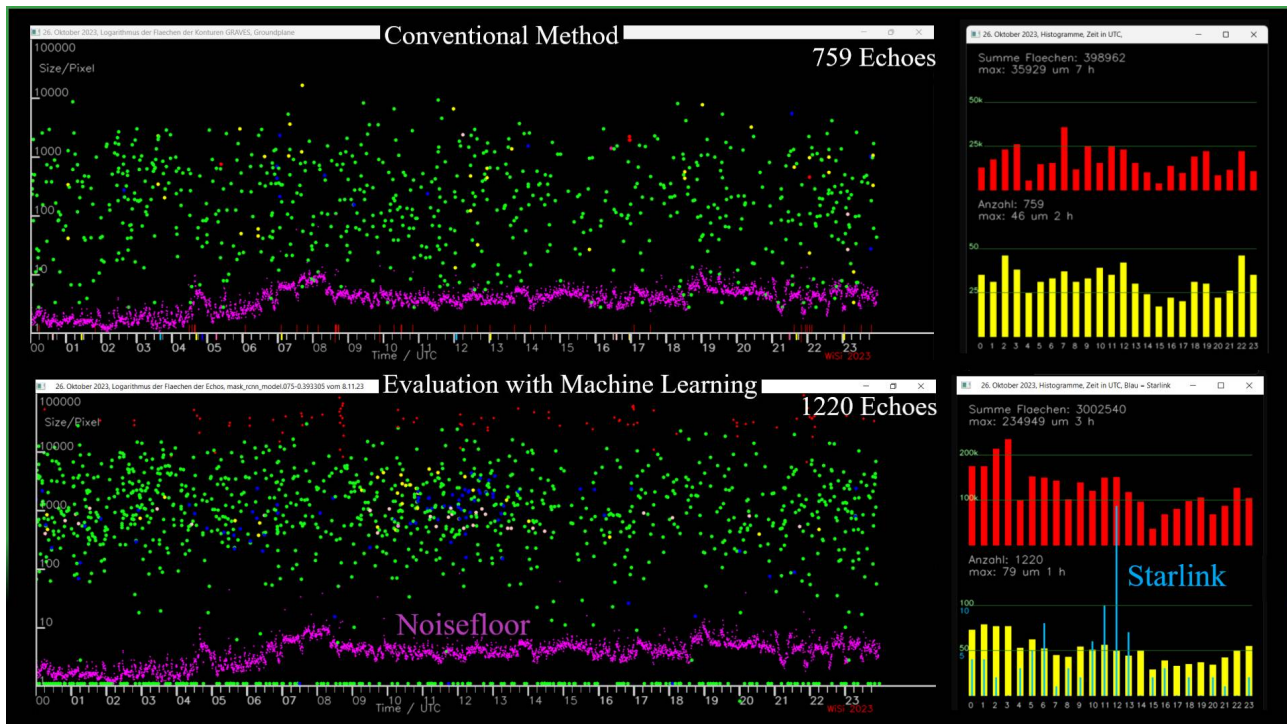 26. Oktober 2023, Logarithmus der Flaechen der Konturen GRAVES, Groundplane
Conventional Method
759 Echoes
100000
Size/Pixel
10000
1000
100
10
00 01 02 03 04 05 06 07 08 09 10 11 12 13 14 15 16 17 18 19 20 21 22 23
Time / UTC
WiSi 2023
26. Oktober 2023, Histogramme, Zeit in UTC,
Summe Flaechen: 398962
max: 35929 um 7 h
50k
25k
Anzahl: 759
max: 46 um 2 h
50
25
0 1 2 3 4 5 6 7 8 9 10 11 12 13 14 15 16 17 18 19 20 21 22 23
26. Oktober 2023, Logarithmus der Flaechen der Echos, mask_rcnn_model.075-0.393305 vom 8.11.23
Evaluation with Machine Learning
1220 Echoes
100000
Size/Pixel
10000
1000
100
10
Noisefloor
00 01 02 03 04 05 06 07 08 09 10 11 12 13 14 15 16 17 18 19 20 21 22 23
Time / UTC
WiSi 2023
26. Oktober 2023, Histogramme, Zeit in UTC, Blau = Starlink
Summe Flaechen: 3002540
max: 234949 um 3 h
200k
100k
Anzahl: 1220
max: 79 um 1 h
Starlink
100
10
50
5
0 1 2 3 4 5 6 7 8 9 10 11 12 13 14 15 16 17 18 19 20 21 22 23